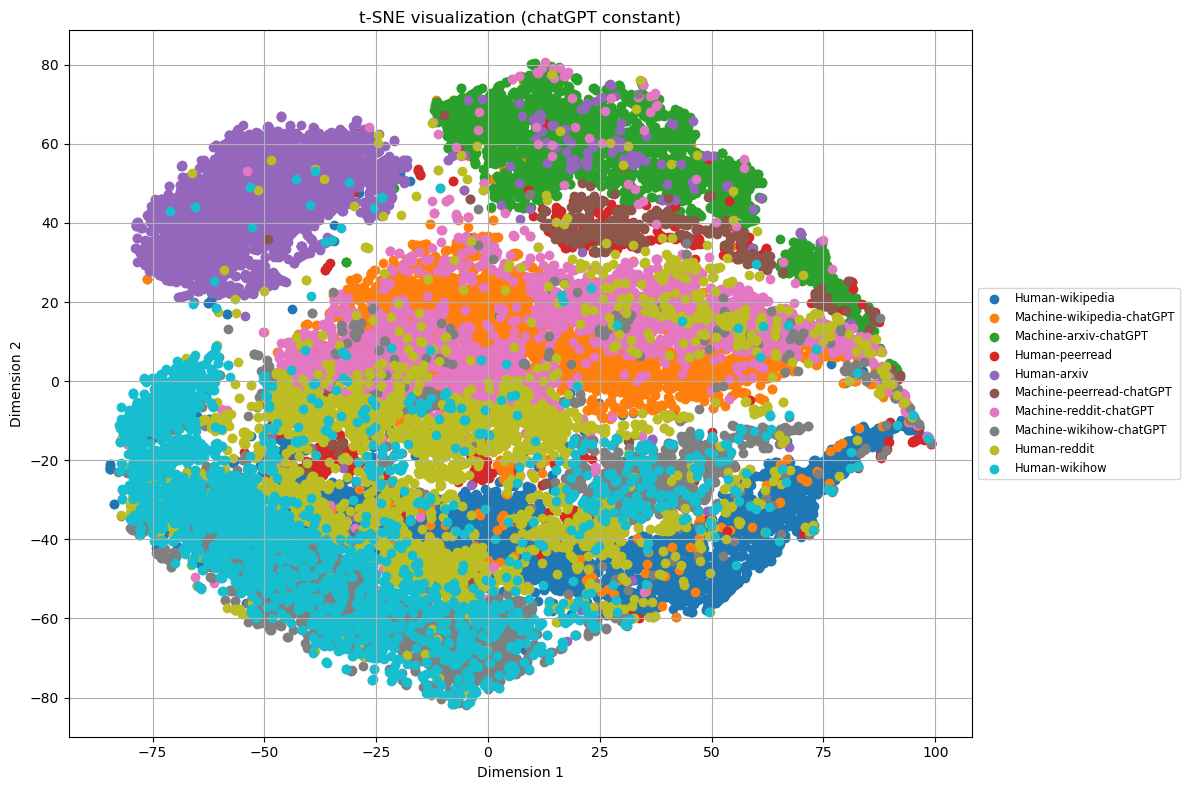 t-SNE visualization (chatGPT constant)
Dimension 2
80
60
40
20
0
−20
−40
−60
−80
−75
−50
−25
0
25
50
75
100
Dimension 1
Human-wikipedia
Machine-wikipedia-chatGPT
Machine-arxiv-chatGPT
Human-peerread
Human-arxiv
Machine-peerread-chatGPT
Machine-reddit-chatGPT
Machine-wikihow-chatGPT
Human-reddit
Human-wikihow